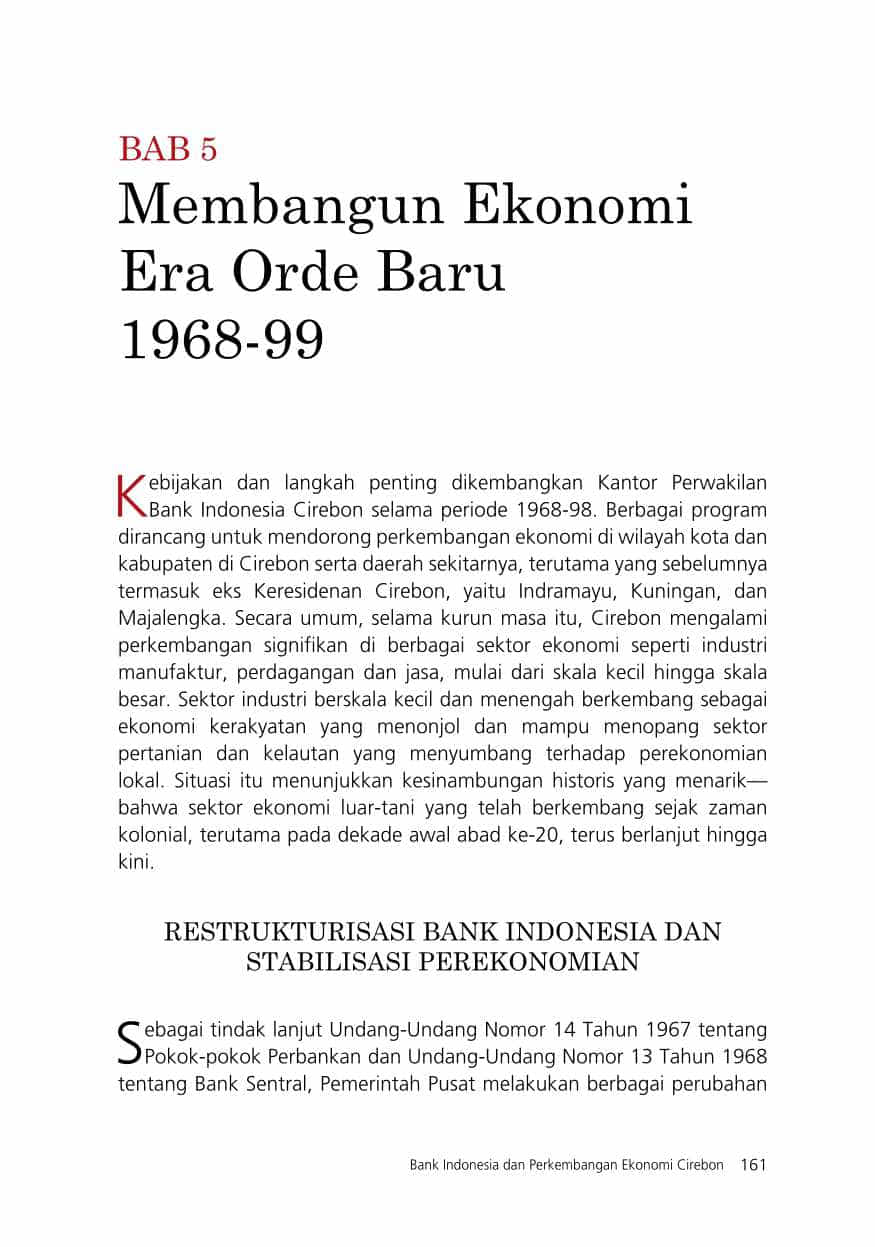 BAB 5
Membangun Ekonomi
Era Orde Baru
1968-99
Kebijakan dan langkah penting dikembangkan Kantor Perwakilan
Bank Indonesia Cirebon selama periode 1968-98. Berbagai program
dirancang untuk mendorong perkembangan ekonomi di wilayah kota dan
kabupaten di Cirebon serta daerah sekitarnya, terutama yang sebelumnya
termasuk eks Keresidenan Cirebon, yaitu Indramayu, Kuningan, dan
Majalengka. Secara umum, selama kurun masa itu, Cirebon mengalami
perkembangan signifikan di berbagai sektor ekonomi seperti industri
manufaktur, perdagangan dan jasa, mulai dari skala kecil hingga skala
besar. Sektor industri berskala kecil dan menengah berkembang sebagai
ekonomi kerakyatan yang menonjol dan mampu menopang sektor
pertanian dan kelautan yang menyumbang terhadap perekonomian
lokal. Situasi itu menunjukkan kesinambungan historis yang menarik—
bahwa sektor ekonomi luar-tani yang telah berkembang sejak zaman
kolonial, terutama pada dekade awal abad ke-20, terus berlanjut hingga
kini.
RESTRUKTURISASI BANK INDONESIA DAN
STABILISASI PEREKONOMIAN
Sebagai tindak lanjut Undang-Undang Nomor 14 Tahun 1967 tentang
Pokok-pokok Perbankan dan Undang-Undang Nomor 13 Tahun 1968
tentang Bank Sentral, Pemerintah Pusat melakukan berbagai perubahan
Bank Indonesia dan Perkembangan Ekonomi Cirebon 161